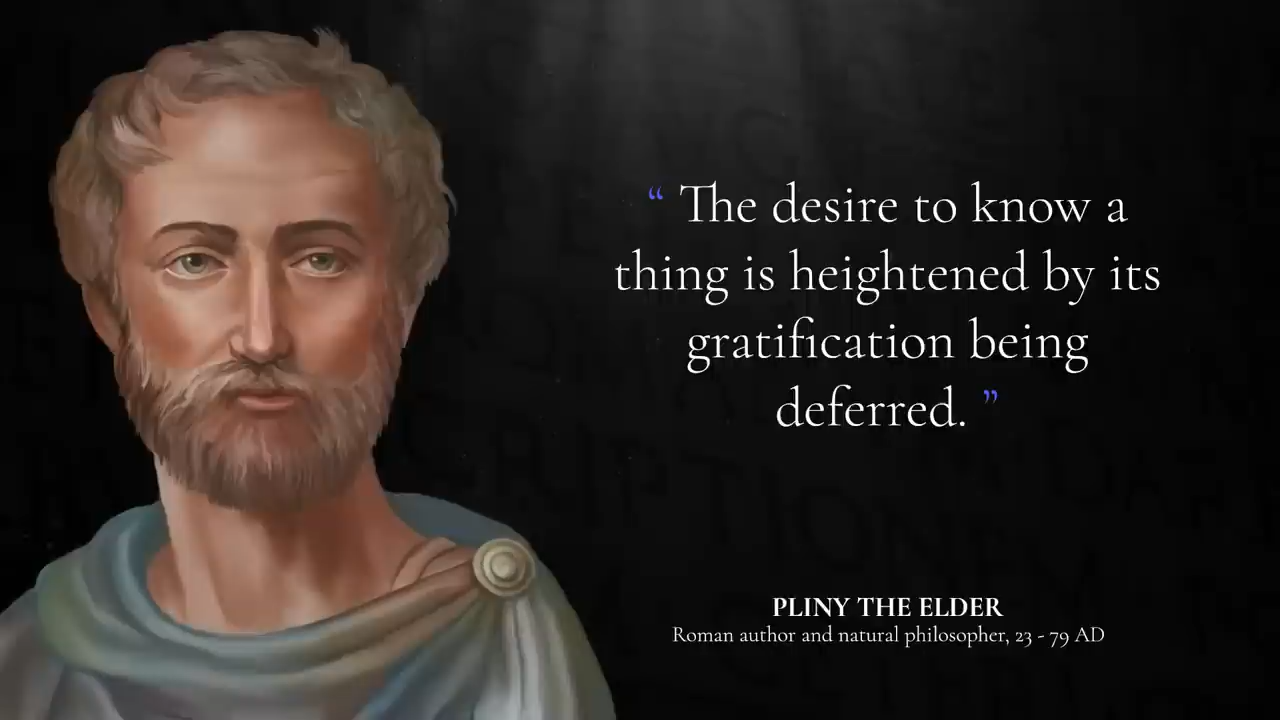 “ The desire to know a
thing is heightened by its
gratification being
deferred. ”
PLINY THE ELDER
Roman author and natural philosopher, 23 - 79 AD